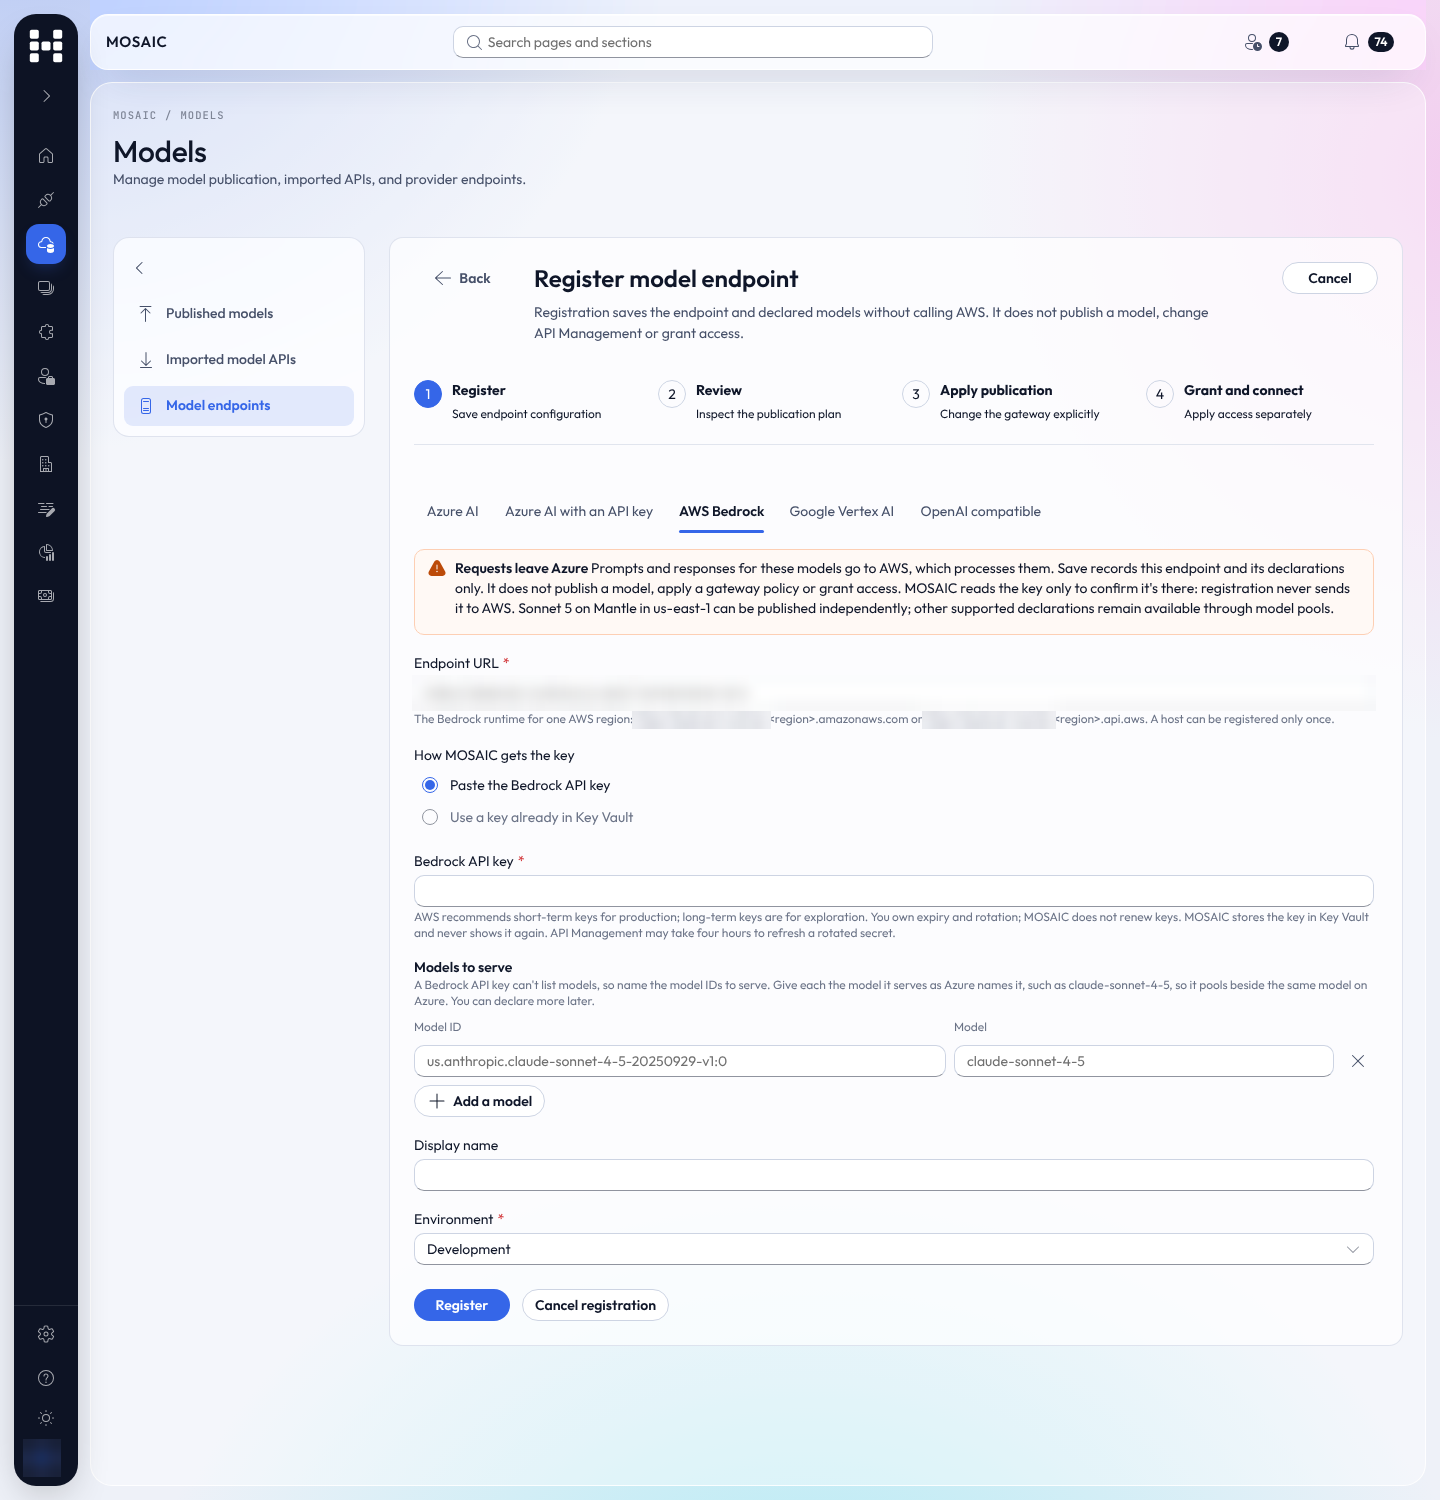 MOSAIC
Search pages and sections
7
74
MOSAIC / MODELS
Models
Manage model publication, imported APIs, and provider endpoints.
Published models
Imported model APIs
Model endpoints
Back
Register model endpoint
Cancel
Registration saves the endpoint and declared models without calling AWS. It does not publish a model, change
API Management or grant access.
1
Register
Save endpoint configuration
2
Review
Inspect the publication plan
3
Apply publication
Change the gateway explicitly
4
Grant and connect
Apply access separately
Azure AI
Azure AI with an API key
AWS Bedrock
Google Vertex AI
OpenAI compatible
Requests leave Azure Prompts and responses for these models go to AWS, which processes them. Save records this endpoint and its declarations
only. It does not publish a model, apply a gateway policy or grant access. MOSAIC reads the key only to confirm it's there: registration never sends
it to AWS. Sonnet 5 on Mantle in us-east-1 can be published independently; other supported declarations remain available through model pools.
Endpoint URL *
The Bedrock runtime for one AWS region: <region>.amazonaws.com or <region>.api.aws. A host can be registered only once.
How MOSAIC gets the key
Paste the Bedrock API key
Use a key already in Key Vault
Bedrock API key *
AWS recommends short-term keys for production; long-term keys are for exploration. You own expiry and rotation; MOSAIC does not renew keys. MOSAIC stores the key in Key Vault
and never shows it again. API Management may take four hours to refresh a rotated secret.
Models to serve
A Bedrock API key can't list models, so name the model IDs to serve. Give each the model it serves as Azure names it, such as claude-sonnet-4-5, so it pools beside the same model on
Azure. You can declare more later.
Model ID
Model
us.anthropic.claude-sonnet-4-5-20250929-v1:0
claude-sonnet-4-5
Add a model
Display name
Environment *
Development
Register
Cancel registration